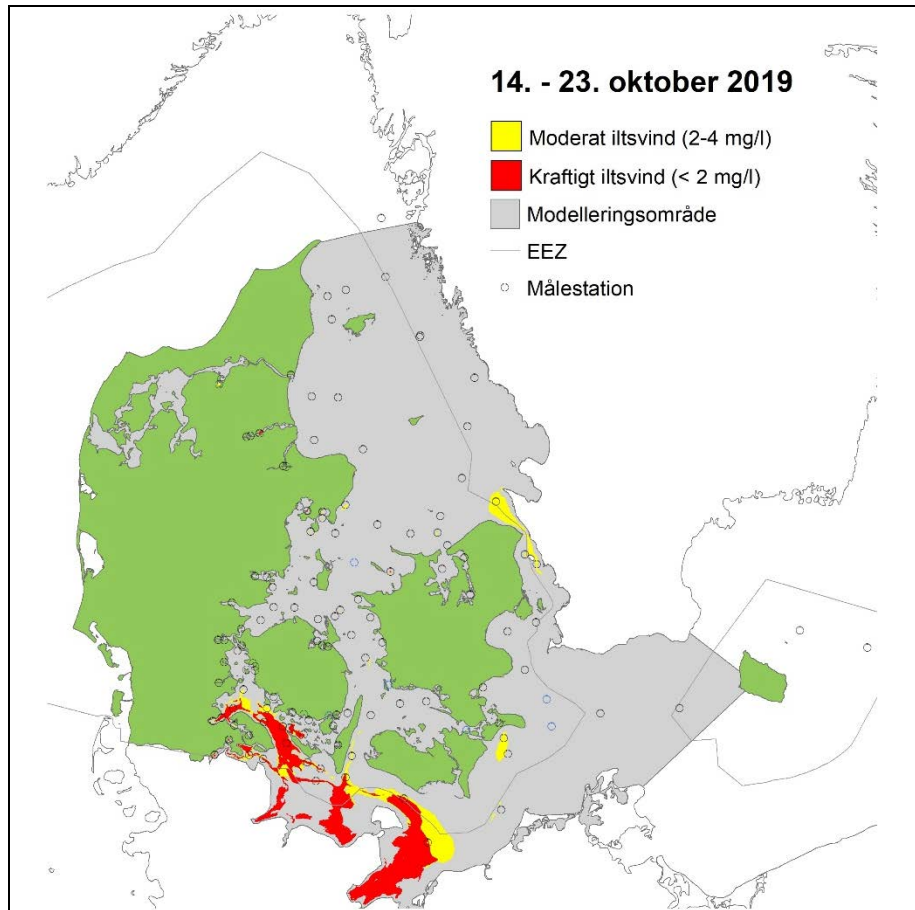 14. - 23. oktober 2019
Moderat iltsvind (2-4 mg/l)
Kraftigt iltsvind (< 2 mg/l)
Modelleringsområde
EEZ
Målestation